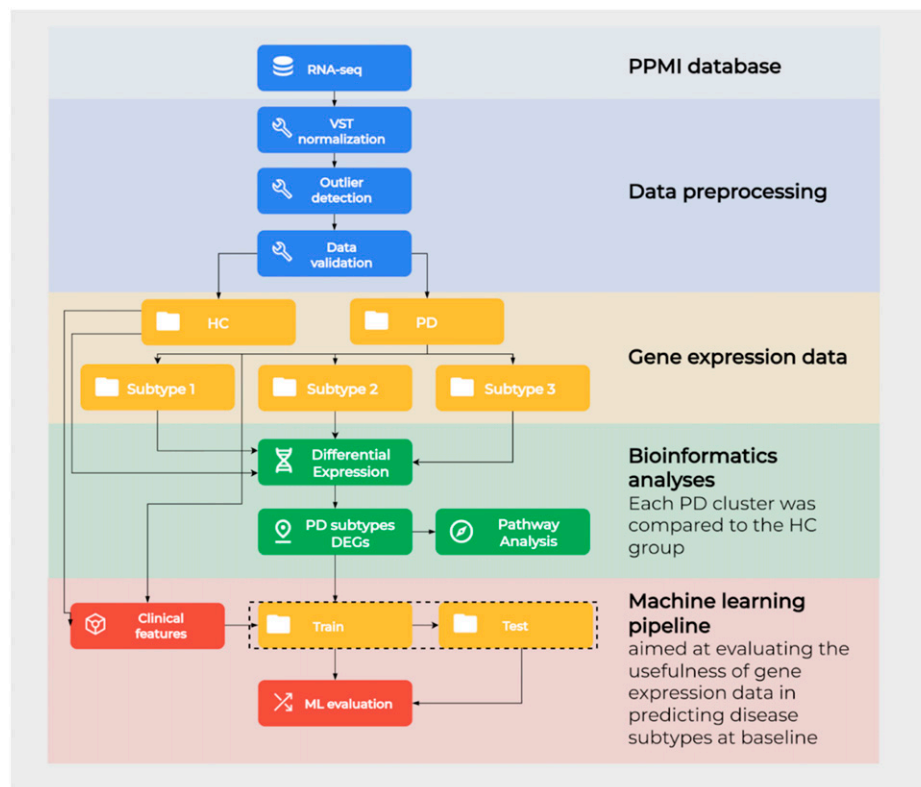 RNA-seq
PPMI database
VST
normalization
Outlier
detection
Data preprocessing
Data
validation
HC
PD
Gene expression data
Subtype 1
Subtype 2
Subtype 3
Differential
Expression
Bioinformatics
analyses
Each PD cluster was
compared to the HC
group
PD subtypes
DEGs
Pathway
Analysis
Clinical
features
Train
Test
Machine learning
pipeline
aimed at evaluating the
usefulness of gene
expression data in
predicting disease
subtypes at baseline
ML evaluation